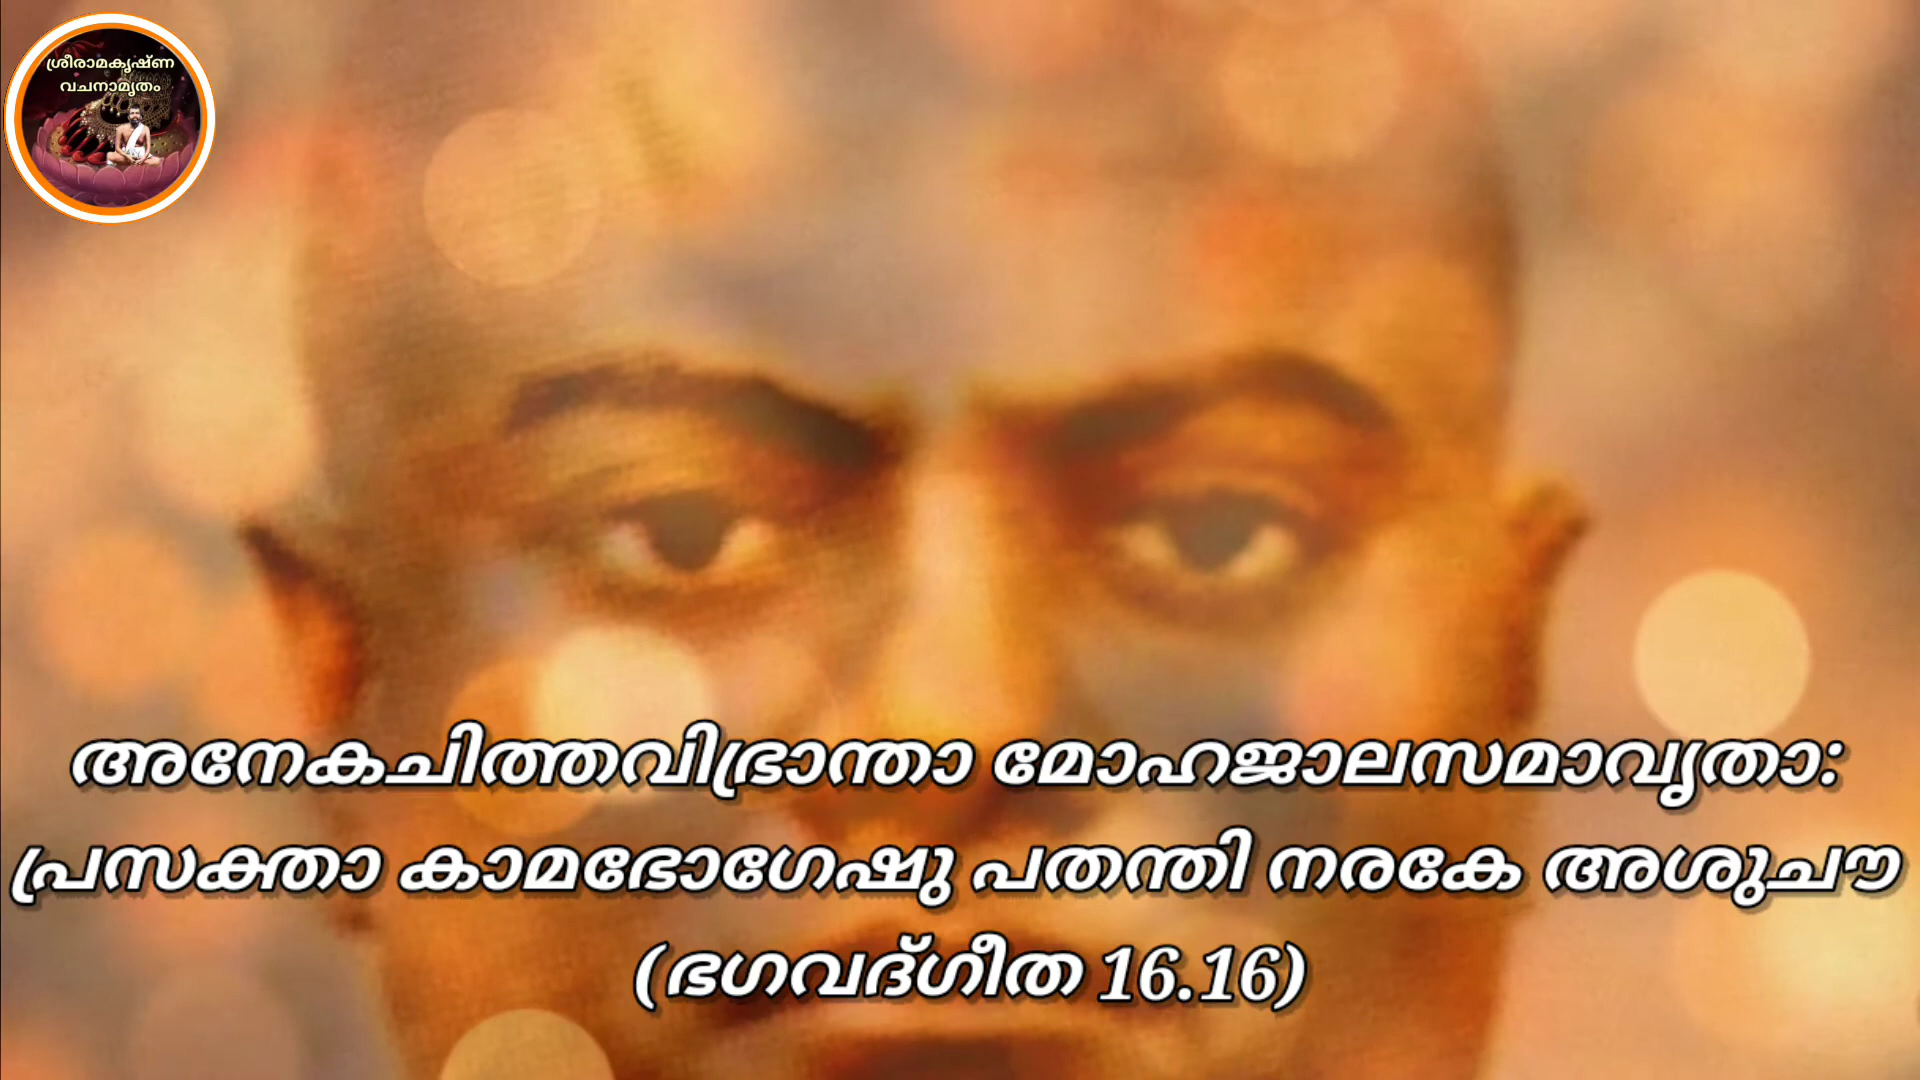 ശ്രീരാമകൃഷ്ണ
വചനാമൃതം
അനേകചിത്തവിഭ്രാന്താ മോഹജാലസമാവൃതാ:
പ്രസക്താ കാമഭോഗേഷു പതന്തി നരകേ അശുചൗ
(ഭഗവദ്ഗീത 16.16)